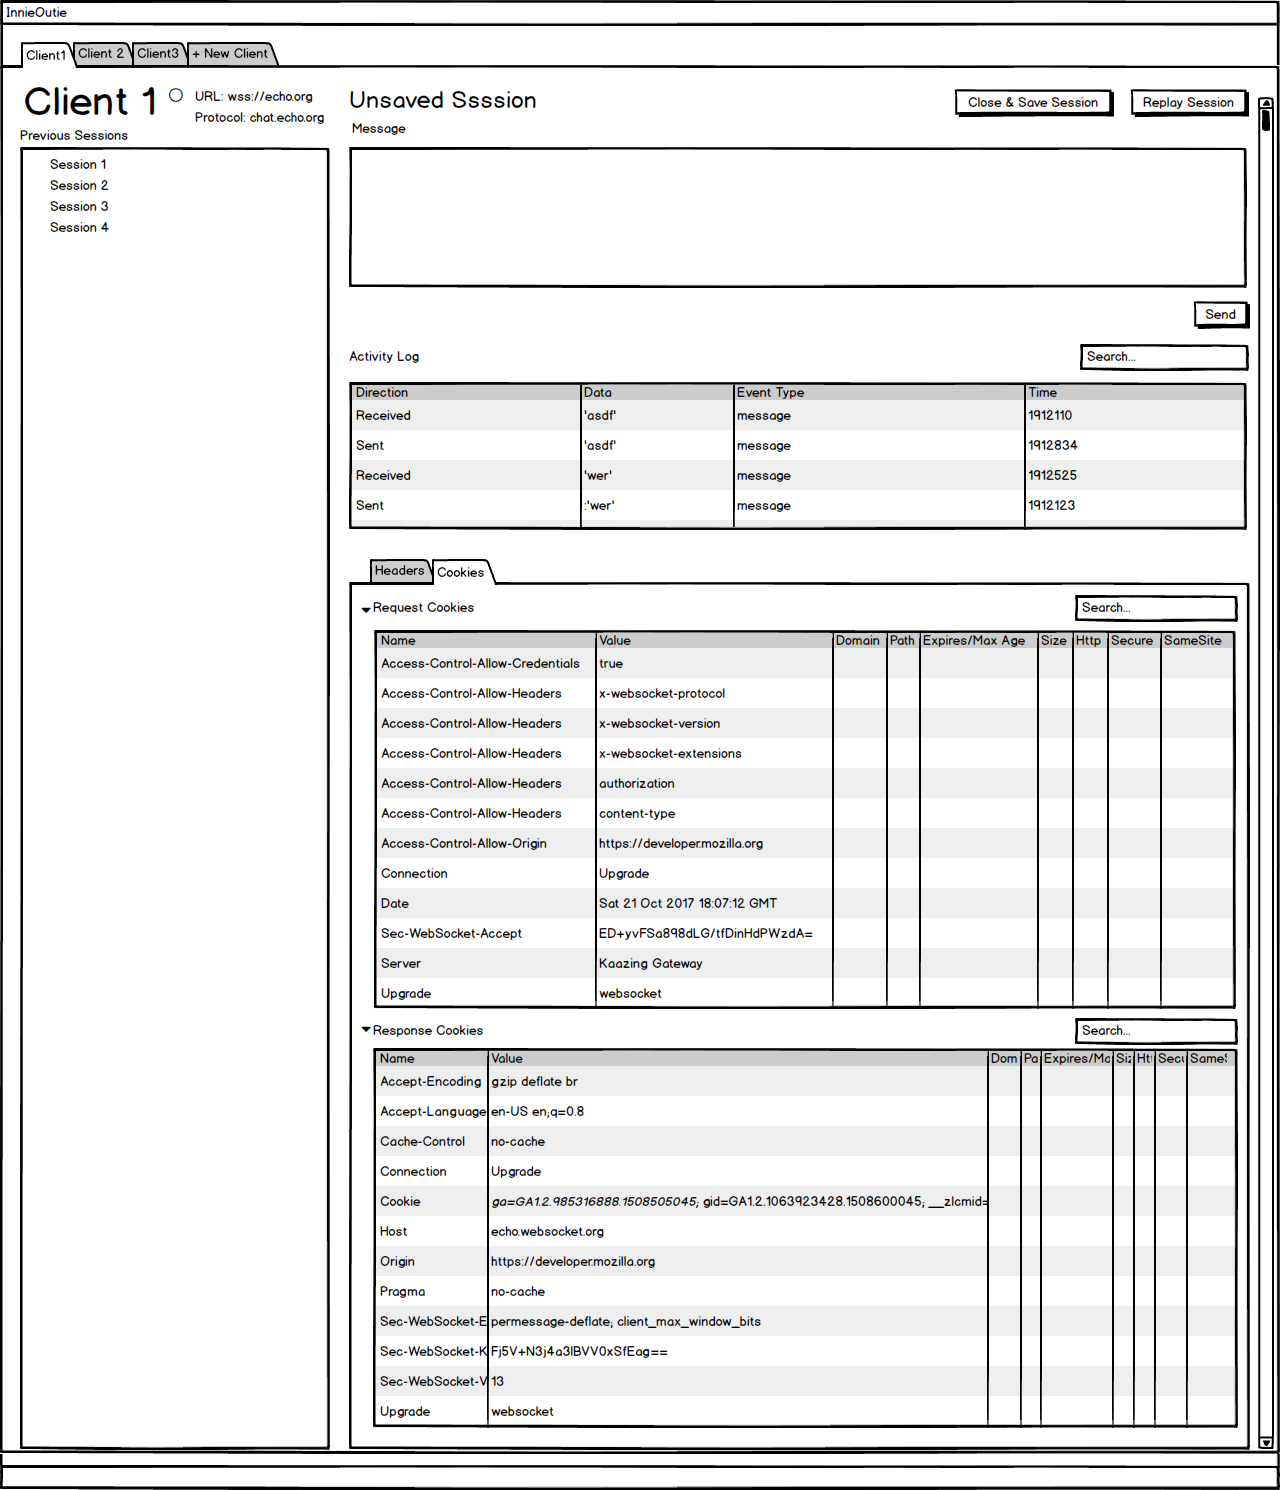 InnieOutie
Client1 Client 2 Client3 + New Client
Client 1
URL: wss://echo.org
Protocol: chat.echo.org
Previous Sessions
Session 1
Session 2
Session 3
Session 4
Unsaved Sssion
Close & Save Session Replay Session
Message
Send
Activity Log Search...
Direction Data Event Type Time
Received 'asdf' message 1912110
Sent 'asdf' message 1912834
Received 'wer' message 1912525
Sent :'wer' message 1912123
Headers Cookies
Request Cookies Search...
Name Value Domain Path Expires/Max Age Size Http Secure SameSite
Access-Control-Allow-Credentials true
Access-Control-Allow-Headers x-websocket-protocol
Access-Control-Allow-Headers x-websocket-version
Access-Control-Allow-Headers x-websocket-extensions
Access-Control-Allow-Headers authorization
Access-Control-Allow-Headers content-type
Access-Control-Allow-Origin https://developer.mozilla.org
Connection Upgrade
Date Sat 21 Oct 2017 18:07:12 GMT
Sec-WebSocket-Accept ED+yvFSa898dLG/tfDinHdPWzdA=
Server Kaazing Gateway
Upgrade websocket
Response Cookies Search...
Name Value Dom Pa Expires/Ma Siz Htt Secu SameS
Accept-Encoding gzip deflate br
Accept-Language en-US en;q=0.8
Cache-Control no-cache
Connection Upgrade
Cookie ga=GA1.2.985316888.1508505045; gid=GA1.2.1063923428.1508600045; __zlcmid=
Host echo.websocket.org
Origin https://developer.mozilla.org
Pragma no-cache
Sec-WebSocket-E permessage-deflate; client_max_window_bits
Sec-WebSocket-K Fj5V+N3j4a3lBVV0xSfEag==
Sec-WebSocket-V 13
Upgrade websocket